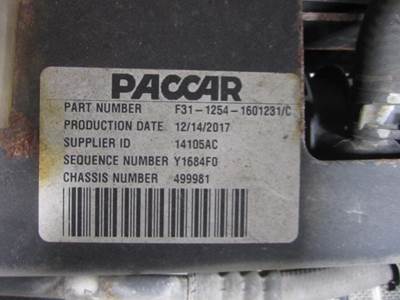 PACCAR
PART NUMBER F31-1254-1601231/C
PRODUCTION DATE 12/14/2017
SUPPLIER ID 14105AC
SEQUENCE NUMBER Y1684F0
CHASSIS NUMBER 499981